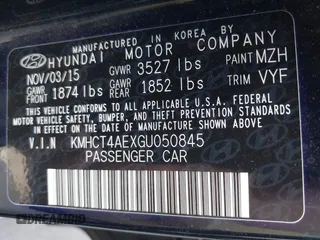 MANUFACTURED IN KOREA BY
HYUNDAI MOTOR COMPANY
NOV/03/15 GVWR 3527 lbs PAINT MZH
GAWR FRONT 1874 lbs GAWR REAR 1852 lbs TRIM VYF
THIS VEHICLE CONFORMS TO ALL APPLICABLE
FEDERAL MOTOR VEHICLE SAFETY,
BUMPER, AND THEFT PREVENTION STANDARDS
IN EFFECT ON THE DATE OF
MANUFACTURE SHOWN ABOVE.
V.I.N KMHCT4AEXGU050845
PASSENGER CAR